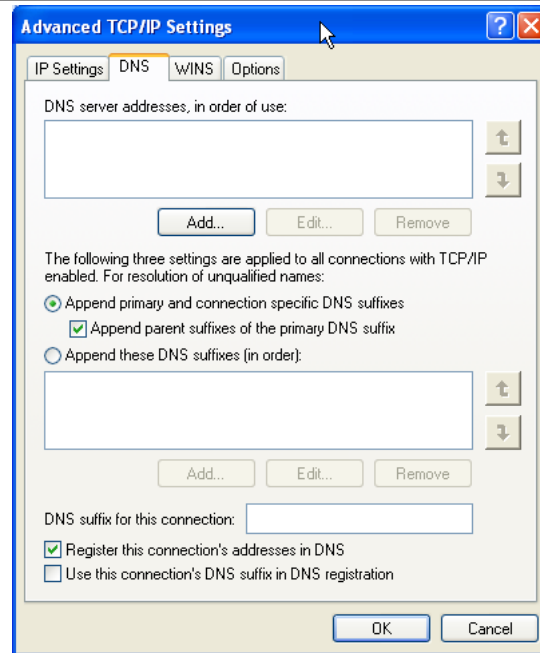 Advanced TCP/IP Settings
IP Settings DNS WINS Options
DNS server addresses, in order of use:
Add... Edit... Remove
The following three settings are applied to all connections with TCP/IP
enabled. For resolution of unqualified names:
Append primary and connection specific DNS suffixes
Append parent suffixes of the primary DNS suffix
Append these DNS suffixes (in order):
Add... Edit... Remove
DNS suffix for this connection:
Register this connection's addresses in DNS
Use this connection's DNS suffix in DNS registration
OK Cancel